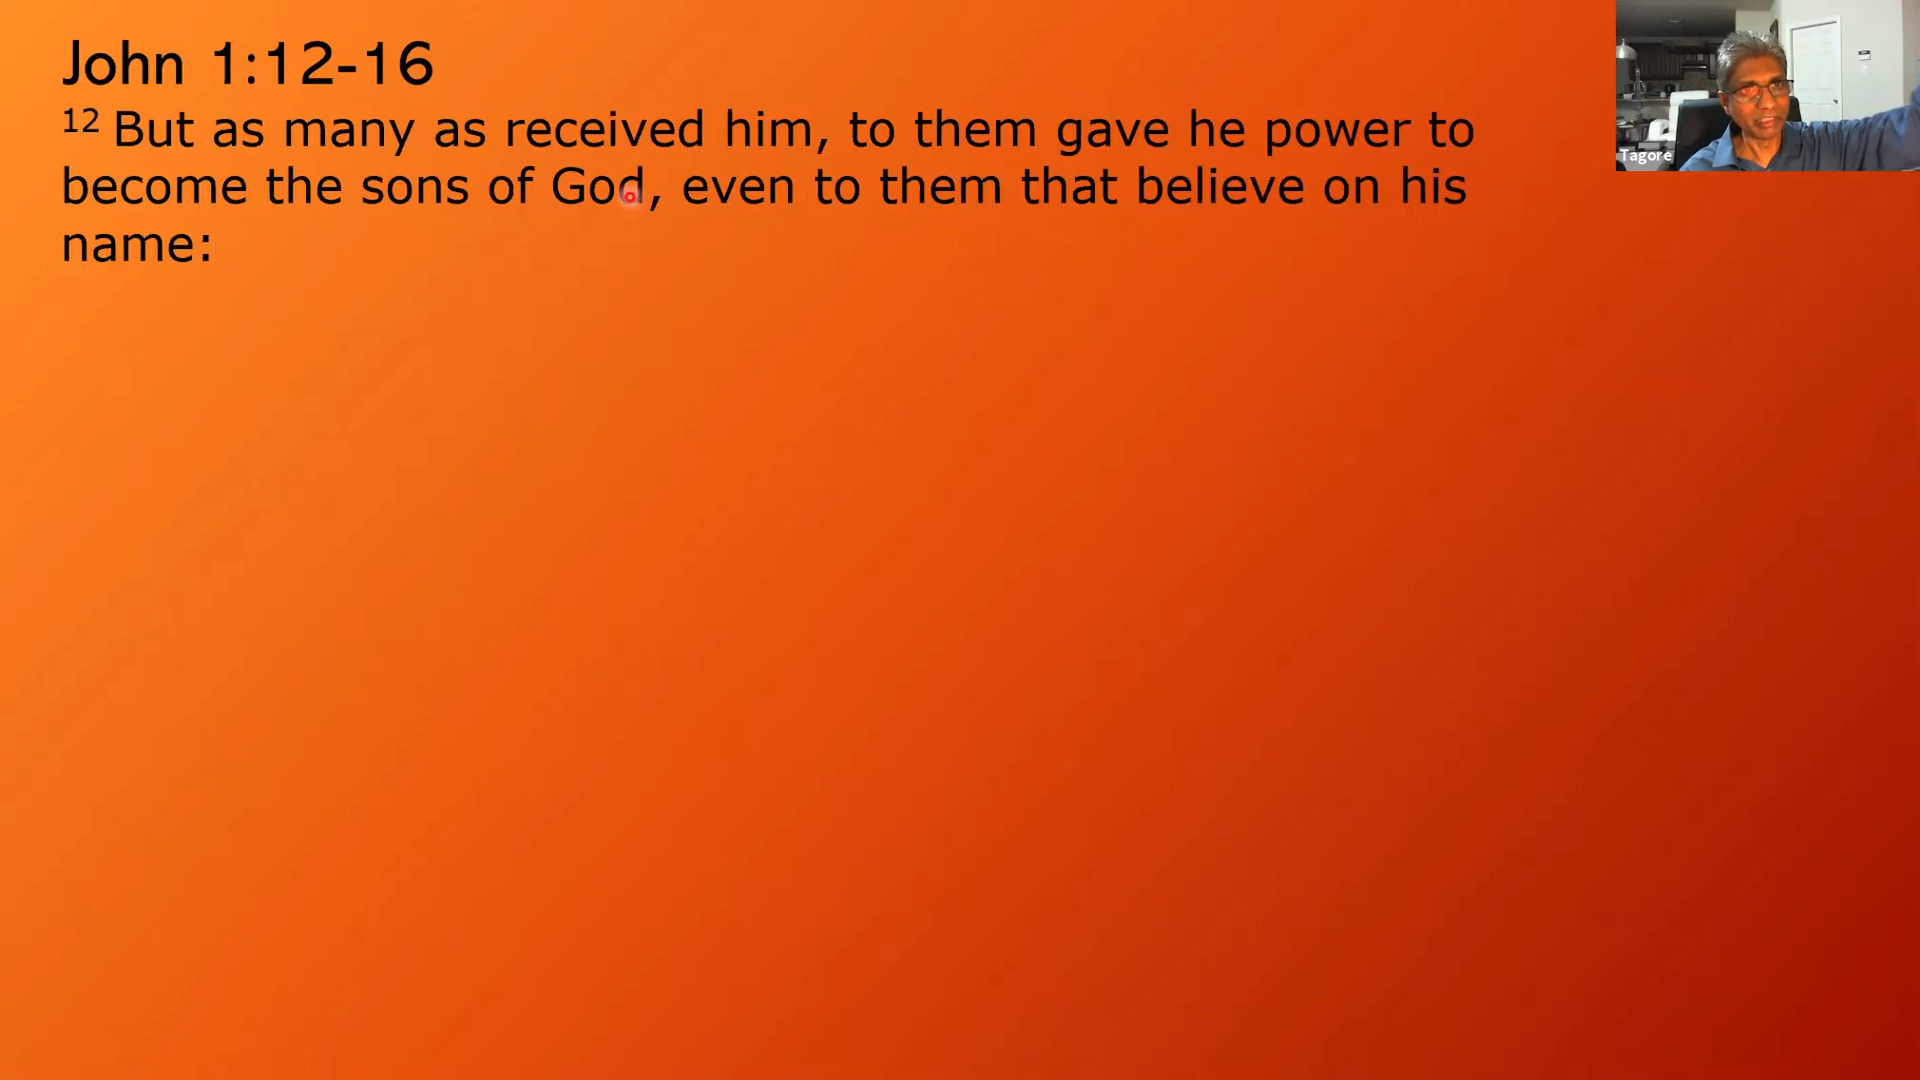 John 1:12-16
12 But as many as received him, to them gave he power to
become the sons of God, even to them that believe on his
name:
Tagore